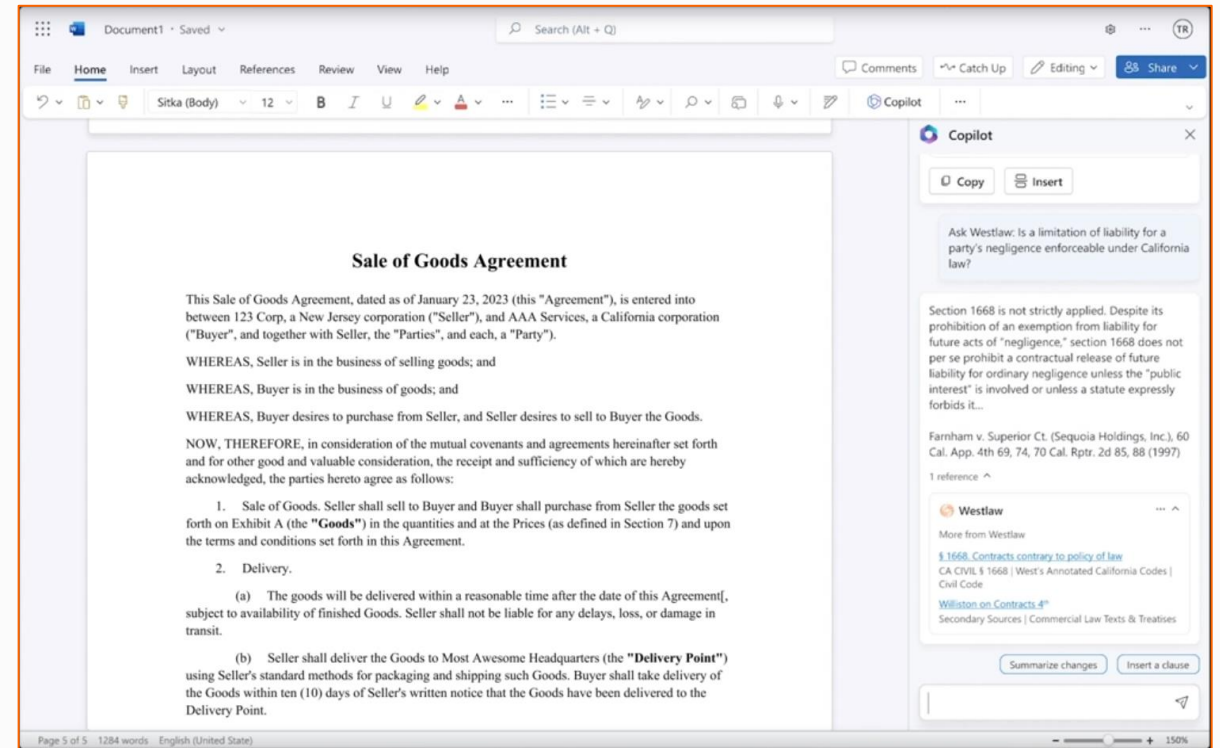 Document1 · Saved
Search (Alt + Q)
TR
File Home Insert Layout References Review View Help
Comments Catch Up Editing Share
Sitka (Body) 12 B I U A Copilot
Copilot
Copy Insert
Ask Westlaw: Is a limitation of liability for a
party's negligence enforceable under California
law?
Section 1668 is not strictly applied. Despite its
prohibition of an exemption from liability for
future acts of "negligence," section 1668 does not
per se prohibit a contractual release of future
liability for ordinary negligence unless the "public
interest" is involved or unless a statute expressly
forbids it...
Farnham v. Superior Ct. (Sequoia Holdings, Inc.), 60
Cal. App. 4th 69, 74, 70 Cal. Rptr. 2d 85, 88 (1997)
1 reference
Westlaw
More from Westlaw
§ 1668. Contracts contrary to policy of law
CA CIVIL § 1668 | West's Annotated California Codes |
Civil Code
Williston on Contracts 4th
Secondary Sources | Commercial Law Texts & Treatises
Summarize changes Insert a clause
Sale of Goods Agreement
This Sale of Goods Agreement, dated as of January 23, 2023 (this "Agreement"), is entered into
between 123 Corp, a New Jersey corporation ("Seller"), and AAA Services, a California corporation
("Buyer", and together with Seller, the "Parties", and each, a "Party").
WHEREAS, Seller is in the business of selling goods; and
WHEREAS, Buyer is in the business of goods; and
WHEREAS, Buyer desires to purchase from Seller, and Seller desires to sell to Buyer the Goods.
NOW, THEREFORE, in consideration of the mutual covenants and agreements hereinafter set forth
and for other good and valuable consideration, the receipt and sufficiency of which are hereby
acknowledged, the parties hereto agree as follows:
1. Sale of Goods. Seller shall sell to Buyer and Buyer shall purchase from Seller the goods set
forth on Exhibit A (the "Goods") in the quantities and at the Prices (as defined in Section 7) and upon
the terms and conditions set forth in this Agreement.
2. Delivery.
(a) The goods will be delivered within a reasonable time after the date of this Agreement[,
subject to availability of finished Goods. Seller shall not be liable for any delays, loss, or damage in
transit.
(b) Seller shall deliver the Goods to Most Awesome Headquarters (the "Delivery Point")
using Seller's standard methods for packaging and shipping such Goods. Buyer shall take delivery of
the Goods within ten (10) days of Seller's written notice that the Goods have been delivered to the
Delivery Point.
Page 5 of 5 1284 words English (United State) 150%